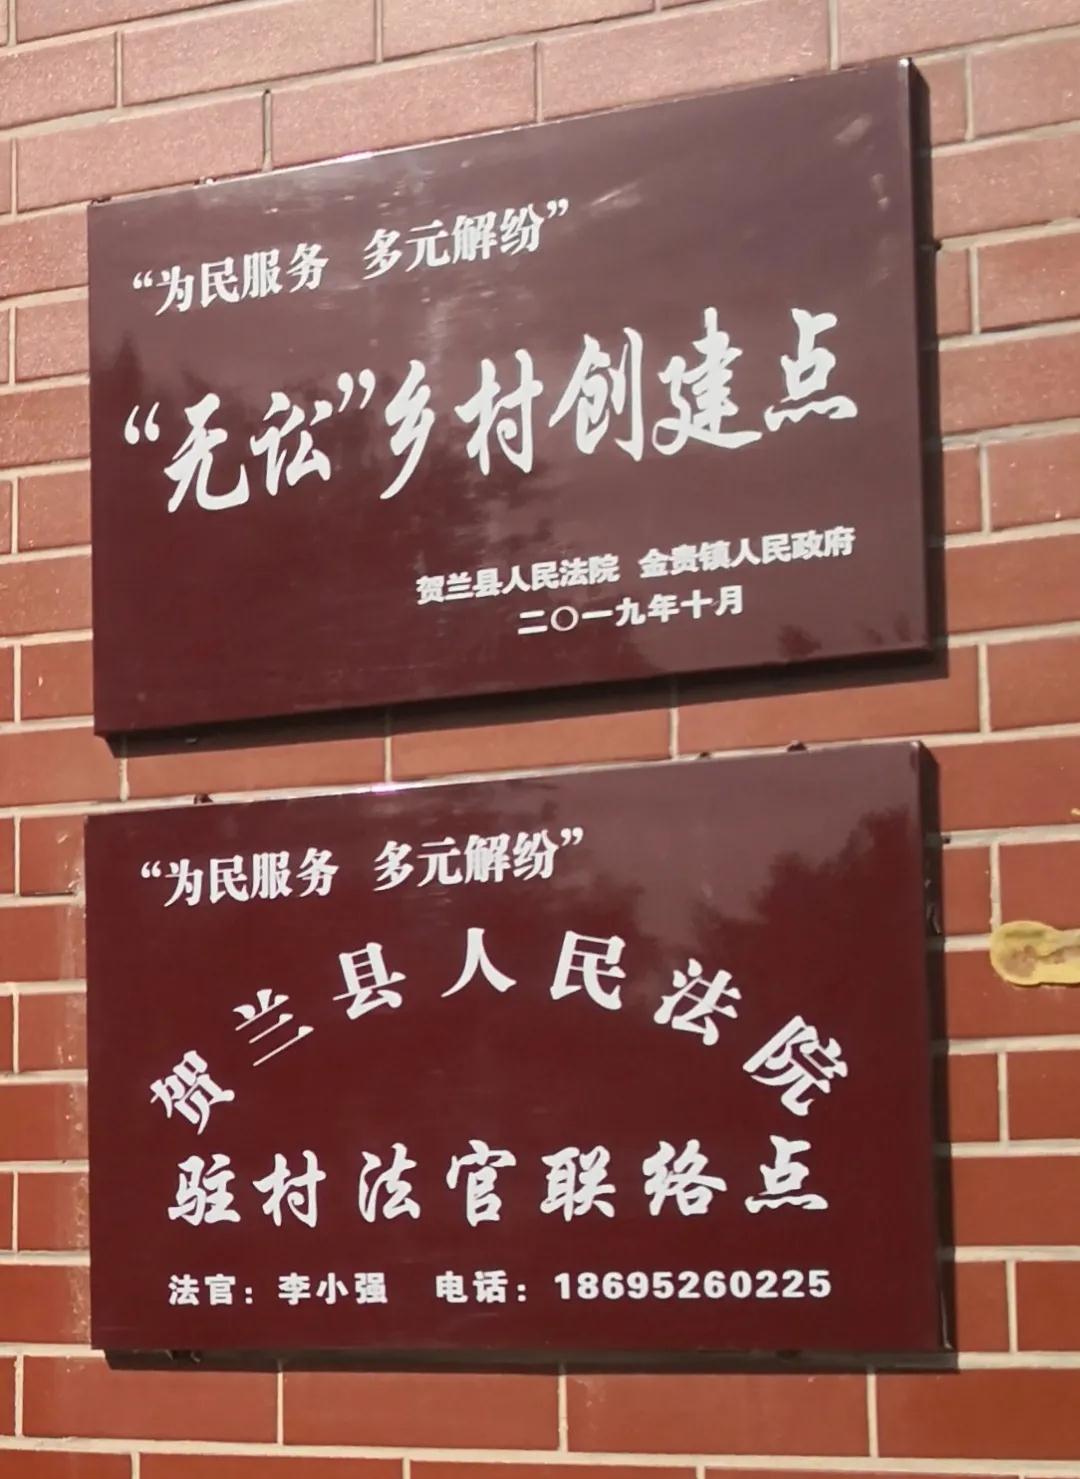 “为民服务 多元解纷”
“无讼”乡村创建点
贺兰县人民法院 金贵镇人民政府
二〇一九年十月
“为民服务 多元解纷”
贺兰县人民法院
驻村法官联络点
法官：李小强 电话：18695260225